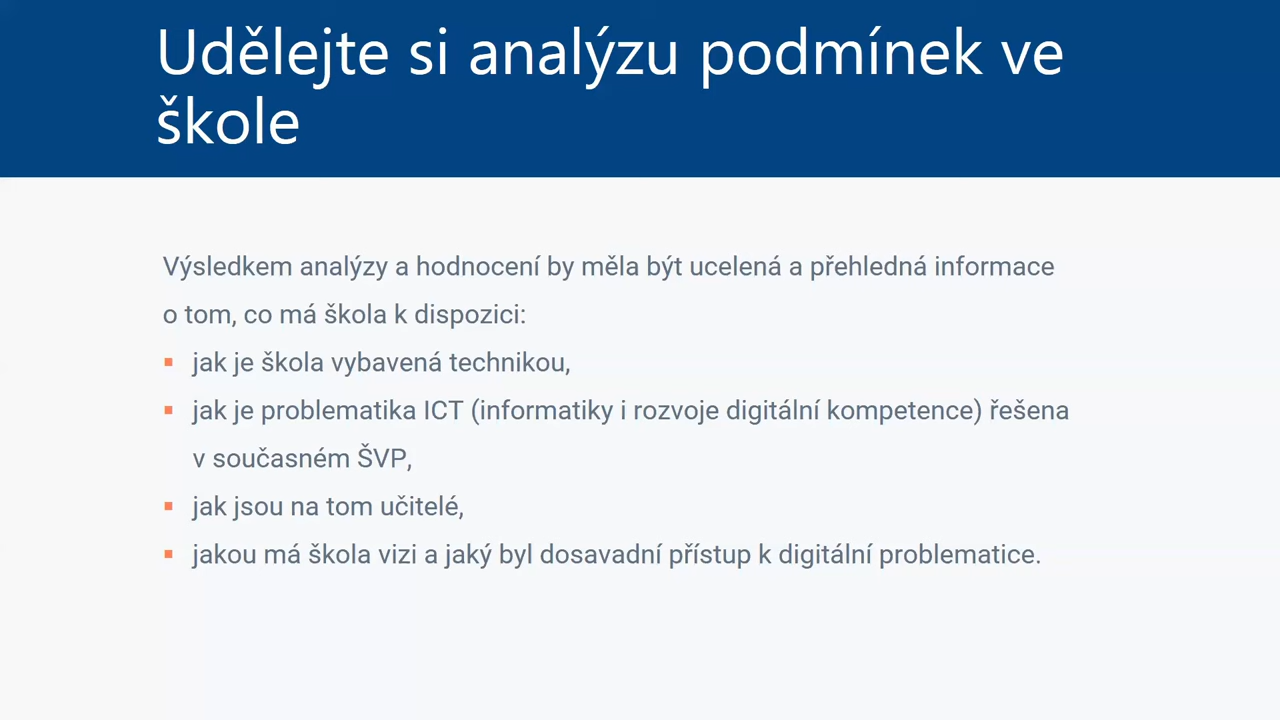 Udělejte si analýzu podmínek ve
škole
Výsledkem analýzy a hodnocení by měla být ucelená a přehledná informace
o tom, co má škola k dispozici:
▪ jak je škola vybavená technikou,
▪ jak je problematika ICT (informatiky i rozvoje digitální kompetence) řešena
v současném ŠVP,
▪ jak jsou na tom učitelé,
▪ jakou má škola vizi a jaký byl dosavadní přístup k digitální problematice.